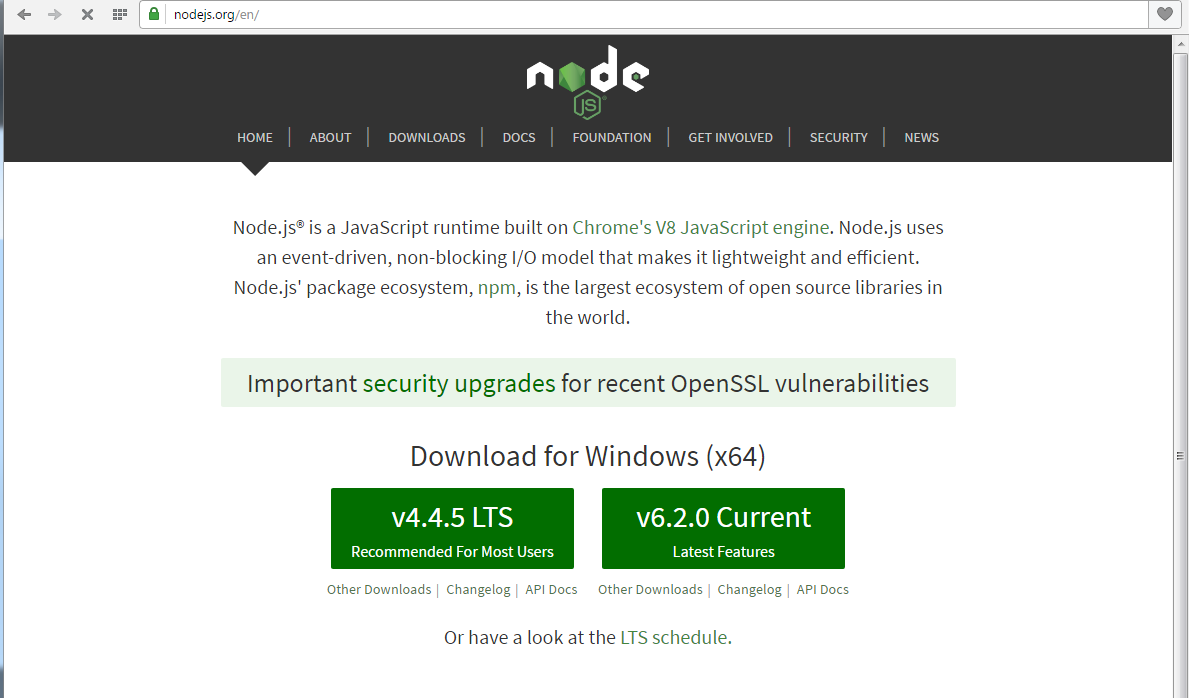 nodejs.org/en/
node
JS
HOME | ABOUT | DOWNLOADS | DOCS | FOUNDATION | GET INVOLVED | SECURITY | NEWS
Node.js® is a JavaScript runtime built on Chrome's V8 JavaScript engine. Node.js uses
an event-driven, non-blocking I/O model that makes it lightweight and efficient.
Node.js' package ecosystem, npm, is the largest ecosystem of open source libraries in
the world.
Important security upgrades for recent OpenSSL vulnerabilities
Download for Windows (x64)
v4.4.5 LTS
Recommended For Most Users
v6.2.0 Current
Latest Features
Other Downloads | Changelog | API Docs
Other Downloads | Changelog | API Docs
Or have a look at the LTS schedule.